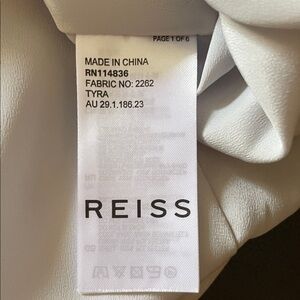 PAGE 1 OF 6
MADE IN CHINA
RN114836
FABRIC NO: 2262
TYRA
AU 29.1.186.23
REISS